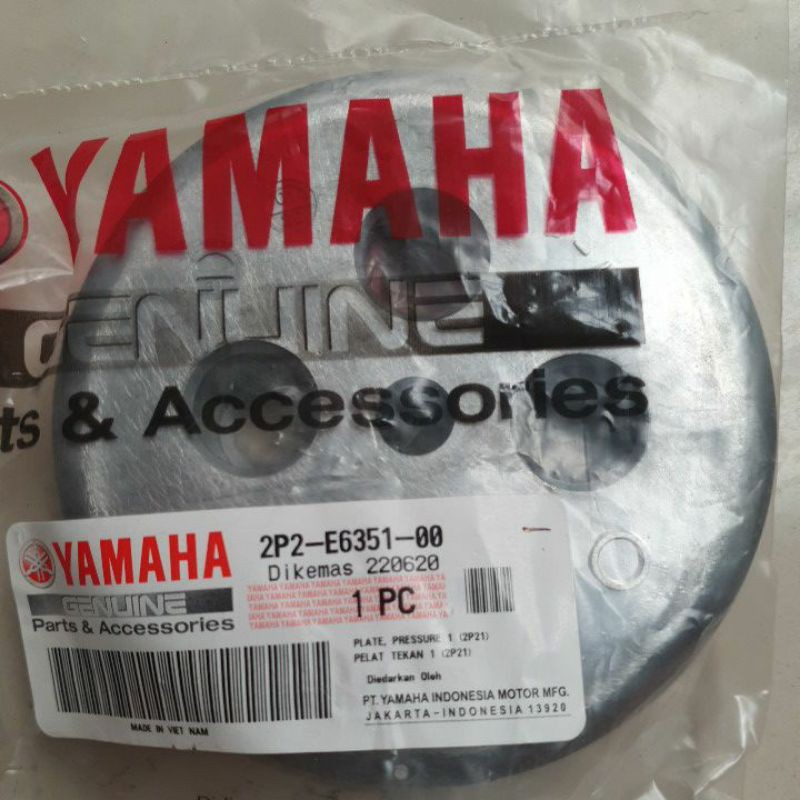 YAMAHA
GENUINE
ts & Accessories
YAMAHA
GENUINE
Parts & Accessories
2P2-E6351-00
Dikemas 220620
1 PC
PLATE, PRESSURE 1 (2P21)
PELAT TEKAN 1 (2P21)
Diedarkan Oleh
PT. YAMAHA INDONESIA MOTOR MFG.
JAKARTA-INDONESIA 13920
MADE IN VIET NAM